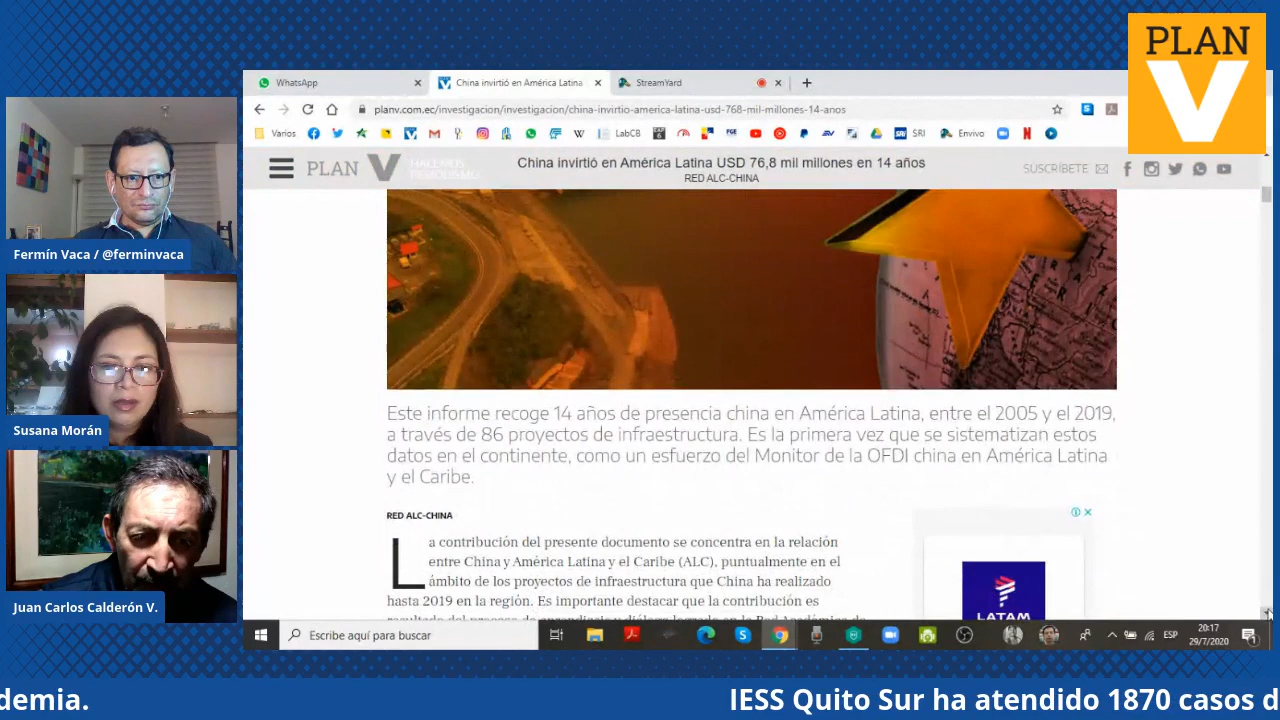 PLAN
V
WhatsApp
China invirtió en América Latina
StreamYard
planv.com.ec/investigacion/investigacion/china-invirtio-america-latina-usd-768-mil-millones-14-anos
Varios
LabCB
SRI
Envivo
PLAN V HACEMOS
PERIODISMO
China invirtió en América Latina USD 76,8 mil millones en 14 años
RED ALC-CHINA
SUSCRÍBETE
Fermín Vaca / @ferminvaca
Susana Morán
Juan Carlos Calderón V.
Este informe recoge 14 años de presencia china en América Latina, entre el 2005 y el 2019,
a través de 86 proyectos de infraestructura. Es la primera vez que se sistematizan estos
datos en el continente, como un esfuerzo del Monitor de la OFDI china en América Latina
y el Caribe.
RED ALC-CHINA
La contribución del presente documento se concentra en la relación
entre China y América Latina y el Caribe (ALC), puntualmente en el
ámbito de los proyectos de infraestructura que China ha realizado
hasta 2019 en la región. Es importante destacar que la contribución es
LATAM
Escribe aquí para buscar
ESP
20:17
29/7/2020
demia.
IESS Quito Sur ha atendido 1870 casos d